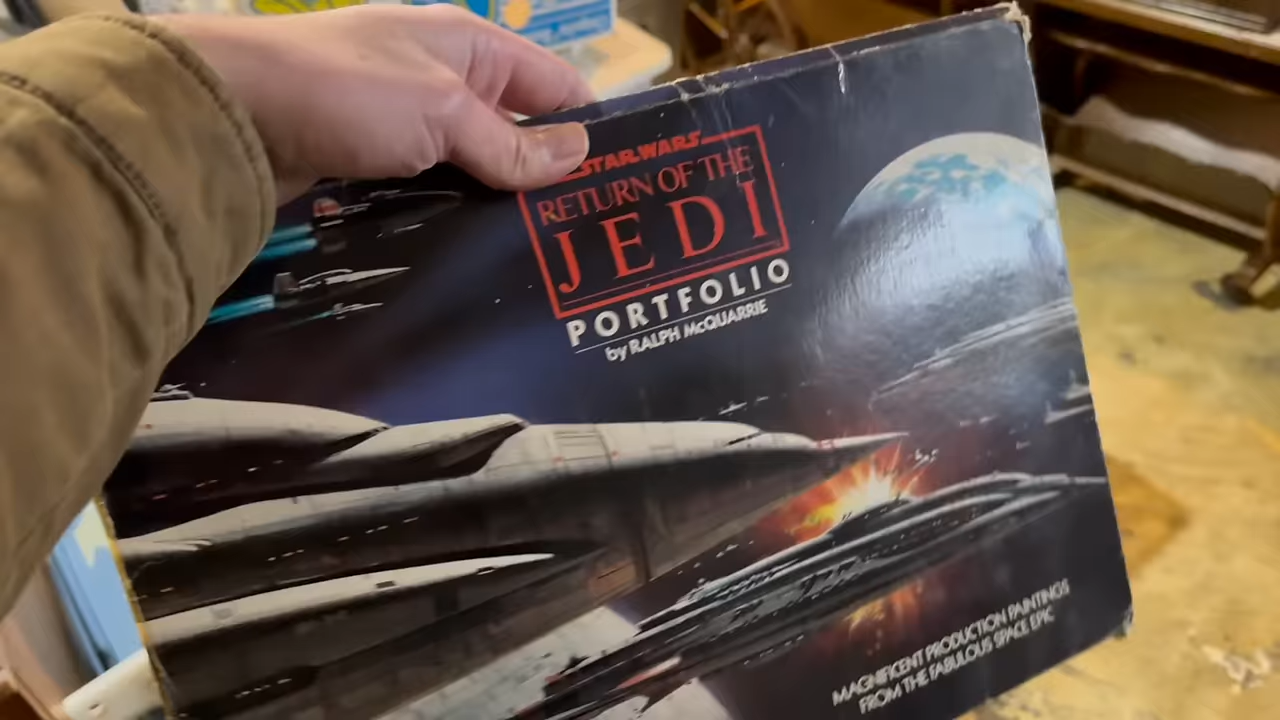 STAR WARS
RETURN OF THE
JEDI
PORTFOLIO
by RALPH McQUARRIE
MAGNIFICENT PRODUCTION PAINTINGS
FROM THE FABULOUS SPACE EPIC